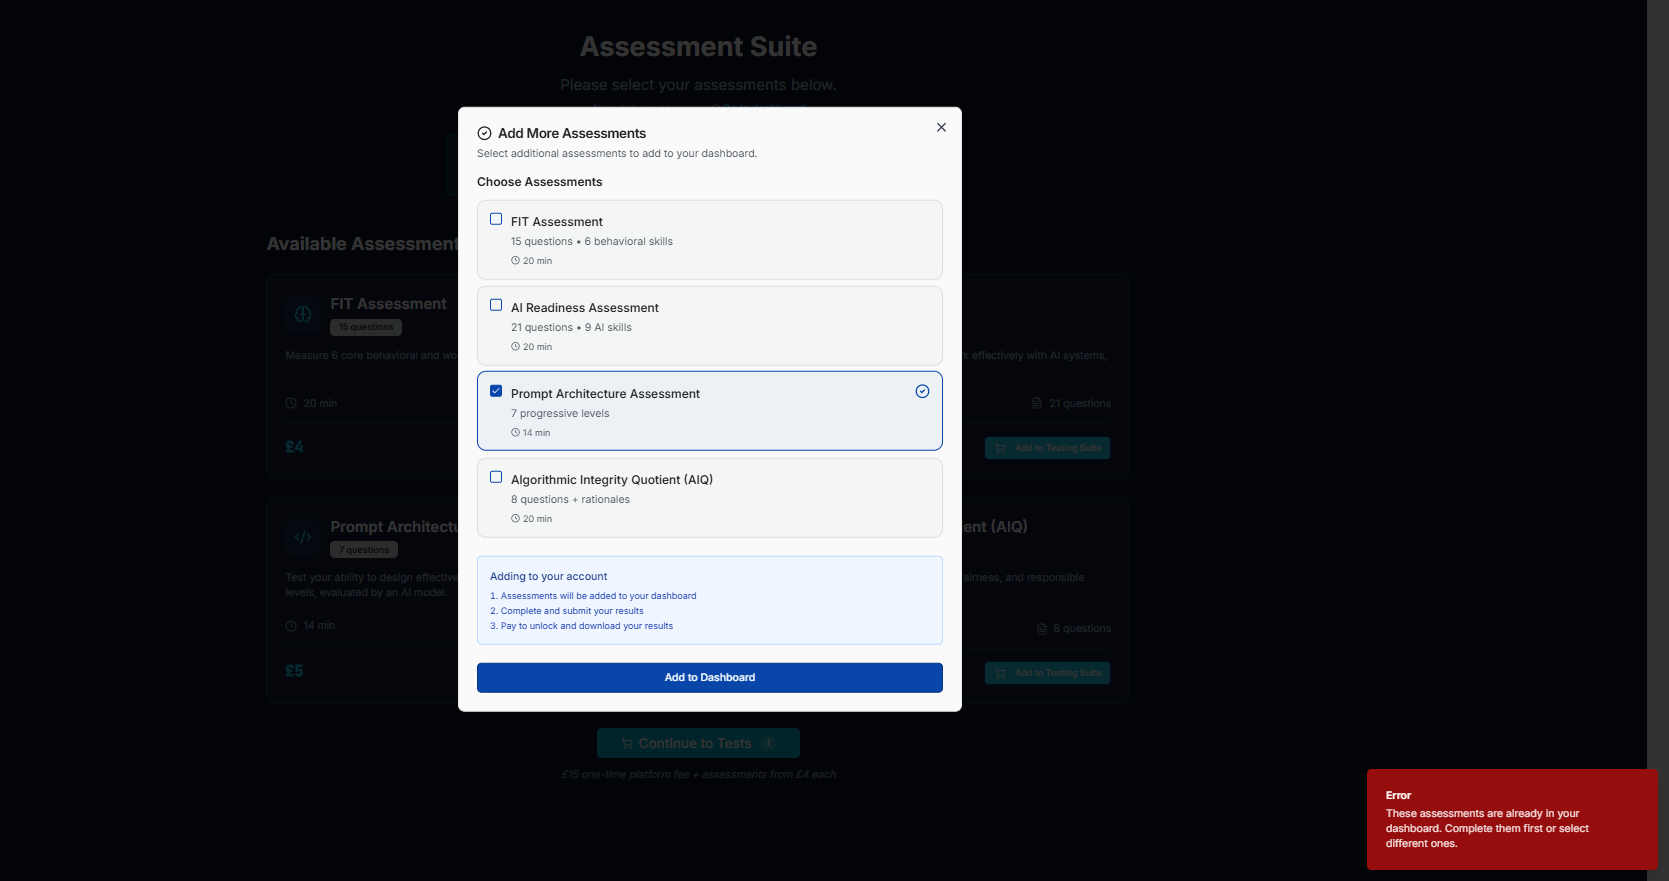 Assessment Suite
Please select your assessments below.
Add More Assessments
Select additional assessments to add to your dashboard.
Choose Assessments
FIT Assessment
15 questions • 6 behavioral skills
20 min
AI Readiness Assessment
21 questions • 9 AI skills
20 min
Prompt Architecture Assessment
7 progressive levels
14 min
Algorithmic Integrity Quotient (AIQ)
8 questions + rationales
20 min
Adding to your account
1. Assessments will be added to your dashboard
2. Complete and submit your results
3. Pay to unlock and download your results
Add to Dashboard
Available Assessment
FIT Assessment
15 questions
Measure 6 core behavioral and wo
20 min
£4
k effectively with AI systems,
21 questions
Add to Testing Suite
Prompt Architectu
7 questions
Test your ability to design effective
levels, evaluated by an AI model.
14 min
£5
ent (AIQ)
fairness, and responsible
8 questions
Add to Testing Suite
Continue to Tests 1
£15 one-time platform fee + assessments from £4 each
Error
These assessments are already in your
dashboard. Complete them first or select
different ones.